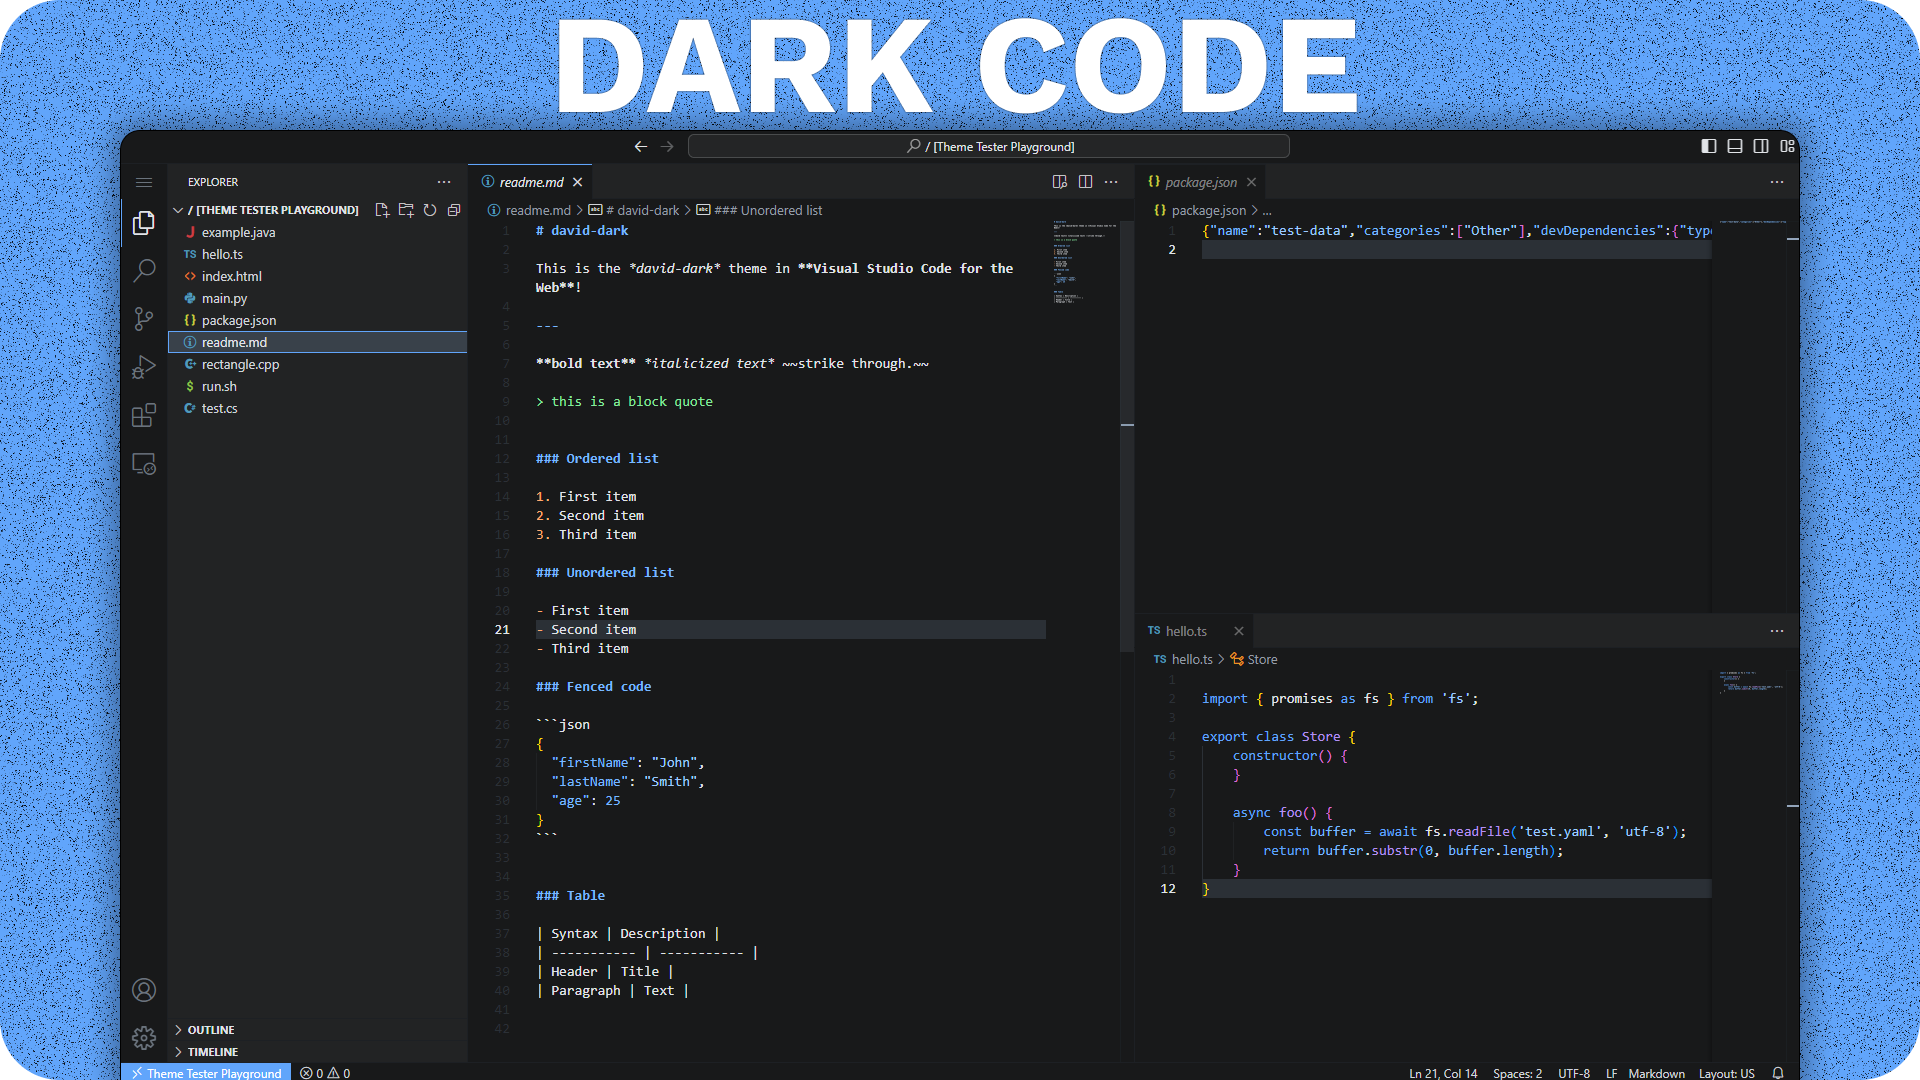 DARK CODE
/ [Theme Tester Playground]
EXPLORER
/ [THEME TESTER PLAYGROUND]
J example.java
TS hello.ts
<> index.html
main.py
{} package.json
readme.md
C+ rectangle.cpp
$ run.sh
C# test.cs
OUTLINE
TIMELINE
readme.md
readme.md > abc # david-dark > abc ### Unordered list
1 # david-dark
2
3 This is the *david-dark* theme in **Visual Studio Code for the
Web**!
4
5 ---
6
7 **bold text** *italicized text* ~~strike through.~~
8
9 > this is a block quote
10
11
12 ### Ordered list
13
14 1. First item
15 2. Second item
16 3. Third item
17
18 ### Unordered list
19
20 - First item
21 - Second item
22 - Third item
23
24 ### Fenced code
25
26 ```json
27 {
28   "firstName": "John",
29   "lastName": "Smith",
30   "age": 25
31 }
32 ```
33
34
35 ### Table
36
37 | Syntax | Description |
38 | ----------- | ----------- |
39 | Header | Title |
40 | Paragraph | Text |
41
42
{} package.json
{} package.json > ...
1 {"name":"test-data","categories":["Other"],"devDependencies":{"type
2
TS hello.ts
TS hello.ts > Store
1
2 import { promises as fs } from 'fs';
3
4 export class Store {
5     constructor() {
6     }
7
8     async foo() {
9         const buffer = await fs.readFile('test.yaml', 'utf-8');
10         return buffer.substr(0, buffer.length);
11     }
12 }
Theme Tester Playground 0 0
Ln 21, Col 14 Spaces: 2 UTF-8 LF Markdown Layout: US